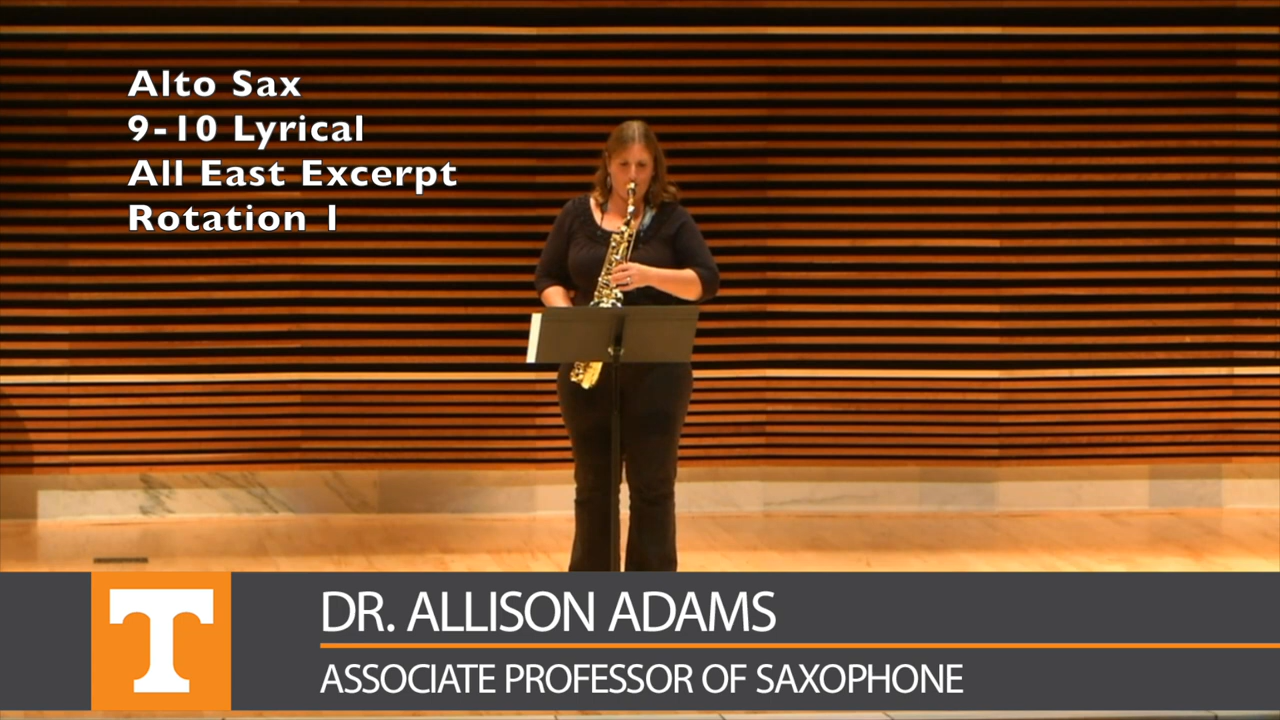 Alto Sax
9-10 Lyrical
All East Excerpt
Rotation 1
T
DR. ALLISON ADAMS
ASSOCIATE PROFESSOR OF SAXOPHONE